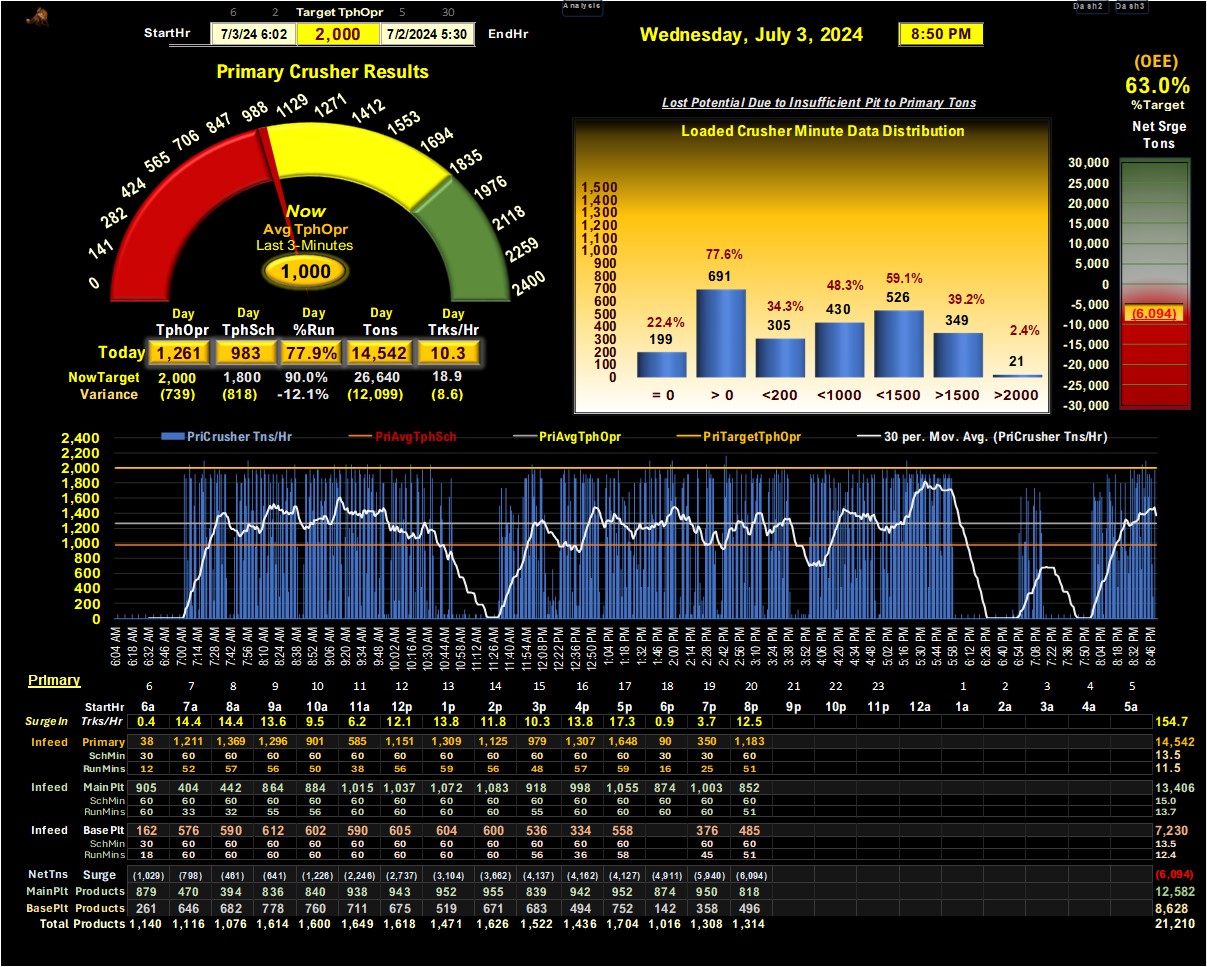 Analysis
Dash2 Dash3
6 2 Target TphOpr 5 30
StartHr 7/3/24 6:02 2,000 7/2/2024 5:30 EndHr
Wednesday, July 3, 2024 8:50 PM
(OEE)
63.0%
%Target
Net Srge
Tons
Primary Crusher Results
0 141 282 424 565 706 847 988 1129 1271 1412 1553 1694 1835 1976 2118 2259 2400
Now
Avg TphOpr
Last 3-Minutes
1,000
Day Day Day Day Day
TphOpr TphSch %Run Tons Trks/Hr
Today 1,261 983 77.9% 14,542 10.3
NowTarget 2,000 1,800 90.0% 26,640 18.9
Variance (739) (818) -12.1% (12,099) (8.6)
Lost Potential Due to Insufficient Pit to Primary Tons
Loaded Crusher Minute Data Distribution
1,500
1,400
1,300
1,200
1,100
1,000
900
800
700
600
500
400
300
200
100
0
22.4% 77.6% 34.3% 48.3% 59.1% 39.2% 2.4%
199 691 305 430 526 349 21
= 0 > 0 <200 <1000 <1500 >1500 >2000
30,000
25,000
20,000
15,000
10,000
5,000
0
-5,000
-10,000
-15,000
-20,000
-25,000
-30,000
(6,094)
PriCrusher Tns/Hr PriAvgTphSch PriAvgTphOpr PriTargetTphOpr 30 per. Mov. Avg. (PriCrusher Tns/Hr)
2,400
2,200
2,000
1,800
1,600
1,400
1,200
1,000
800
600
400
200
0
6:04 AM 6:18 AM 6:32 AM 6:46 AM 7:00 AM 7:14 AM 7:28 AM 7:42 AM 7:56 AM 8:10 AM 8:24 AM 8:38 AM 8:52 AM 9:06 AM 9:20 AM 9:34 AM 9:48 AM 10:02 AM 10:16 AM 10:30 AM 10:44 AM 10:58 AM 11:12 AM 11:26 AM 11:40 AM 11:54 AM 12:08 PM 12:22 PM 12:36 PM 12:50 PM 1:04 PM 1:18 PM 1:32 PM 1:46 PM 2:00 PM 2:14 PM 2:28 PM 2:42 PM 2:56 PM 3:10 PM 3:24 PM 3:38 PM 3:52 PM 4:06 PM 4:20 PM 4:34 PM 4:48 PM 5:02 PM 5:16 PM 5:30 PM 5:44 PM 5:58 PM 6:12 PM 6:26 PM 6:40 PM 6:54 PM 7:08 PM 7:22 PM 7:36 PM 7:50 PM 8:04 PM 8:18 PM 8:32 PM 8:46 PM
Primary 6 7 8 9 10 11 12 13 14 15 16 17 18 19 20 21 22 23 1 2 3 4 5
StartHr 6a 7a 8a 9a 10a 11a 12p 1p 2p 3p 4p 5p 6p 7p 8p 9p 10p 11p 12a 1a 2a 3a 4a 5a
SurgeIn Trks/Hr 0.4 14.4 14.4 13.6 9.5 6.2 12.1 13.8 11.8 10.3 13.8 17.3 0.9 3.7 12.5 154.7
Infeed Primary 38 1,211 1,369 1,296 901 585 1,151 1,309 1,125 979 1,307 1,648 90 350 1,183 14,542
SchMin 30 60 60 60 60 60 60 60 60 60 60 60 30 30 60 13.5
RunMins 12 52 57 56 50 38 56 59 56 48 57 59 16 25 51 11.5
Infeed MainPlt 905 404 442 864 884 1,015 1,037 1,072 1,083 918 998 1,055 874 1,003 852 13,406
SchMin 60 60 60 60 60 60 60 60 60 60 60 60 60 60 60 15.0
RunMins 60 33 32 55 56 60 60 60 60 55 60 60 60 60 51 13.7
Infeed BasePlt 162 576 590 612 602 590 605 604 600 536 334 558 376 485 7,230
SchMin 30 60 60 60 60 60 60 60 60 60 60 60 60 60 13.5
RunMins 18 60 60 60 60 60 60 60 60 56 36 58 45 51 12.4
NetTns Surge (1,029) (798) (461) (641) (1,226) (2,246) (2,737) (3,104) (3,662) (4,137) (4,162) (4,127) (4,911) (5,940) (6,094) (6,094)
MainPlt Products 879 470 394 836 840 938 943 952 955 839 942 952 874 950 818 12,582
BasePlt Products 261 646 682 778 760 711 675 519 671 683 494 752 142 358 496 8,628
Total Products 1,140 1,116 1,076 1,614 1,600 1,649 1,618 1,471 1,626 1,522 1,436 1,704 1,016 1,308 1,314 21,210